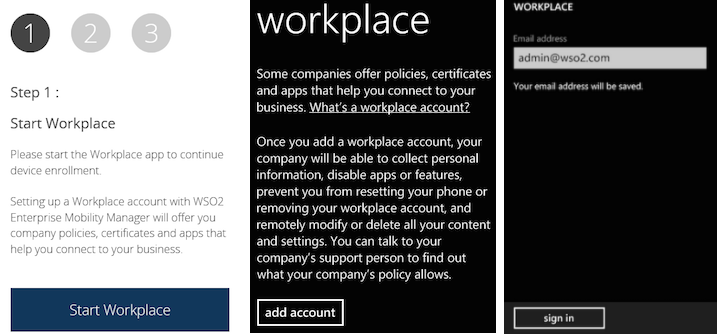 1 2 3
Step 1 :
Start Workplace
Please start the Workplace app to continue
device enrollment.
Setting up a Workplace account with WSO2
Enterprise Mobility Manager will offer you
company policies, certificates and apps that
help you connect to your business.
Start Workplace
workplace
Some companies offer policies, certificates
and apps that help you connect to your
business. What's a workplace account?
Once you add a workplace account, your
company will be able to collect personal
information, disable apps or features,
prevent you from resetting your phone or
removing your workplace account, and
remotely modify or delete all your content
and settings. You can talk to your
company's support person to find out
what your company's policy allows.
add account
WORKPLACE
Email address
admin@wso2.com
Your email address will be saved.
sign in